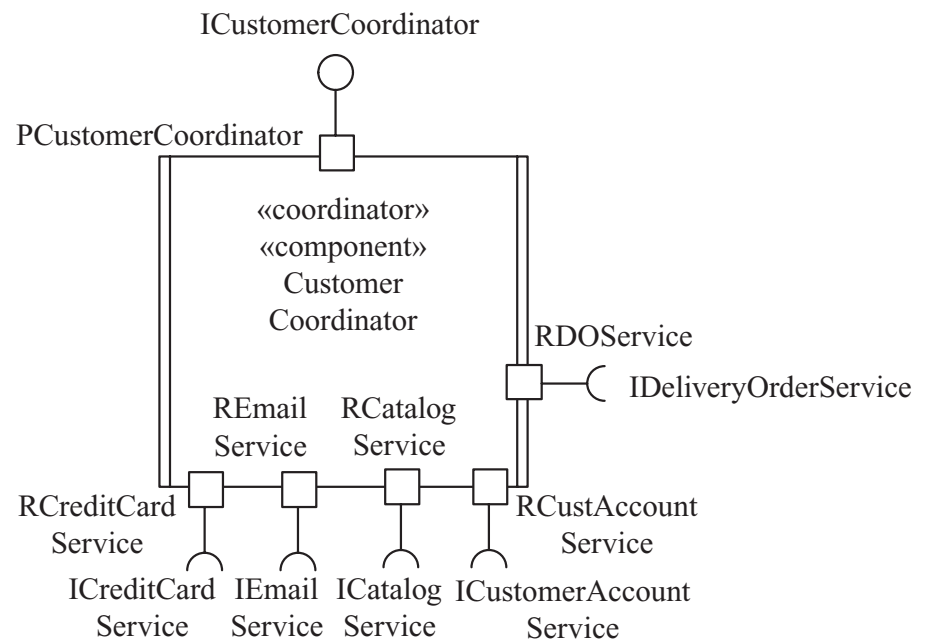 ICustomerCoordinator
PCustomerCoordinator
«coordinator»
«component»
Customer
Coordinator
RDOService
IDeliveryOrderService
REmail
Service
RCatalog
Service
RCreditCard
Service
RCustAccount
Service
ICreditCard
Service
IEmail
Service
ICatalog
Service
ICustomerAccount
Service